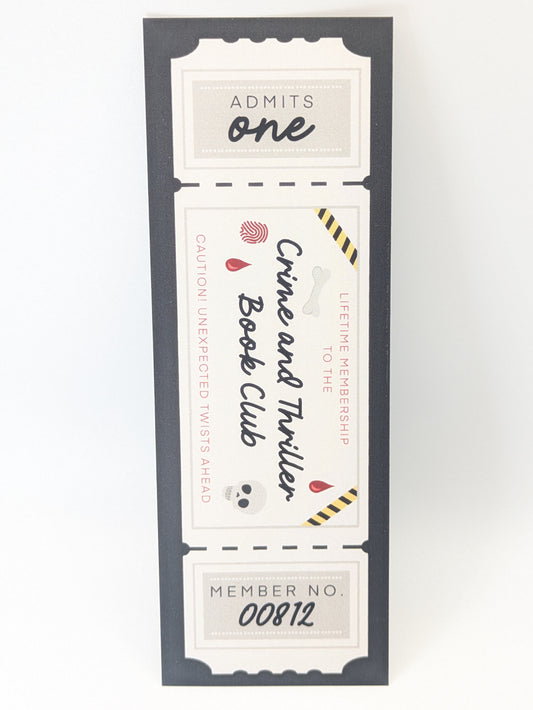 ADMITS
one
LIFETIME MEMBERSHIP
TO THE
Crime and Thriller
Book Club
CAUTION! UNEXPECTED TWISTS AHEAD
MEMBER NO.
00812